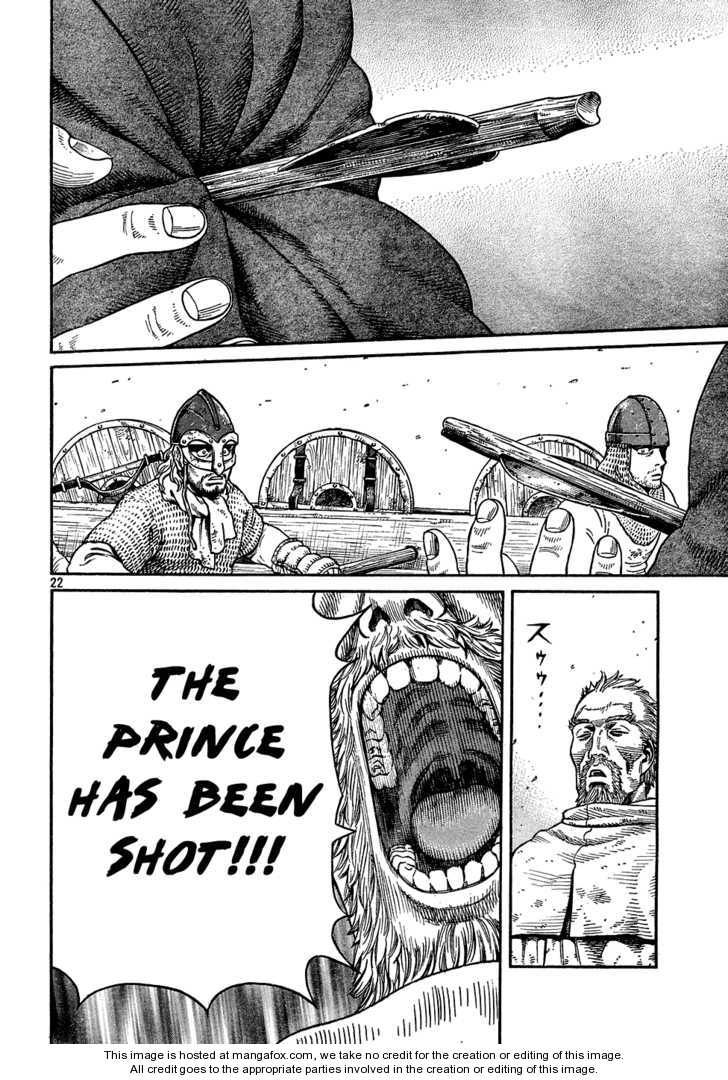 22
スゥゥ……
THE
PRINCE
HAS BEEN
SHOT!!!
This image is hosted at mangafox.com, we take no credit for the creation or editing of this image.
All credit goes to the appropriate parties involved in the creation or editing of this image.